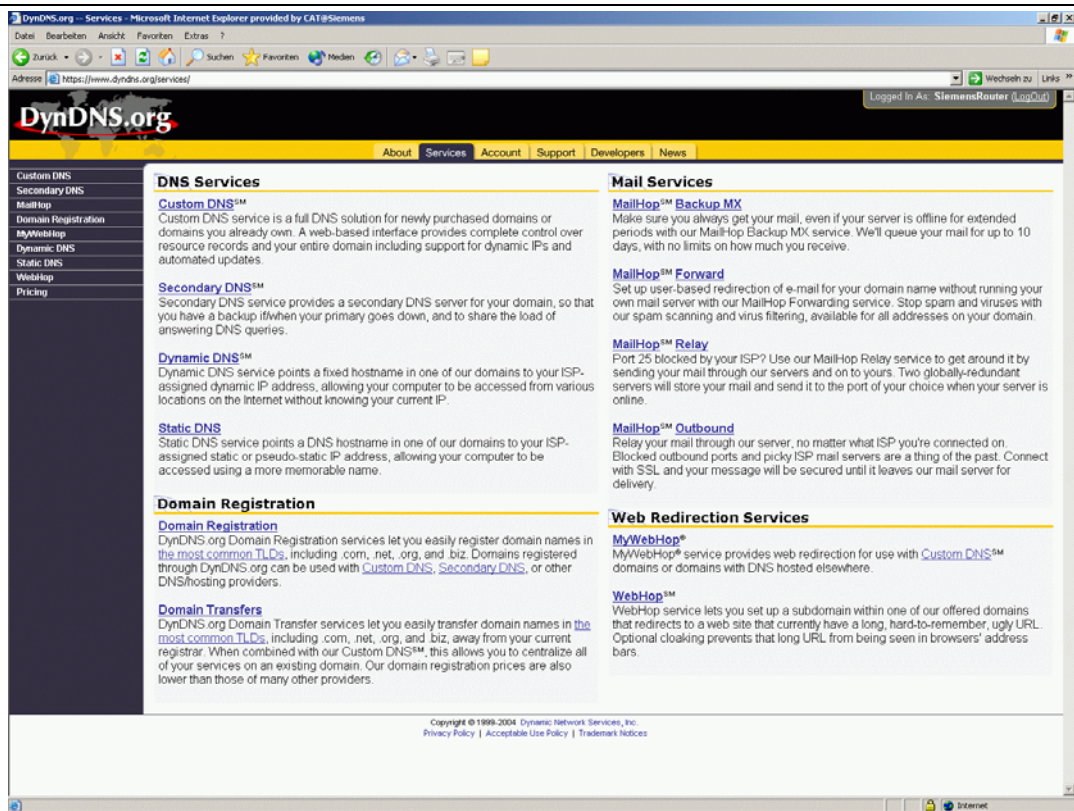 DynDNS.org -- Services - Microsoft Internet Explorer provided by CAT@Siemens
Datei Bearbeiten Ansicht Favoriten Extras ?
Zurück Suchen Favoriten Medien
Adresse https://www.dyndns.org/services/ Wechseln zu Links »
Logged In As: SiemensRouter (LogOut)
DynDNS.org
About Services Account Support Developers News
Custom DNS
Secondary DNS
MailHop
Domain Registration
MyWebHop
Dynamic DNS
Static DNS
WebHop
Pricing
DNS Services
Custom DNS℠
Custom DNS service is a full DNS solution for newly purchased domains or
domains you already own. A web-based interface provides complete control over
resource records and your entire domain including support for dynamic IPs and
automated updates.
Secondary DNS℠
Secondary DNS service provides a secondary DNS server for your domain, so that
you have a backup if/when your primary goes down, and to share the load of
answering DNS queries.
Dynamic DNS℠
Dynamic DNS service points a fixed hostname in one of our domains to your ISP-
assigned dynamic IP address, allowing your computer to be accessed from various
locations on the Internet without knowing your current IP.
Static DNS
Static DNS service points a DNS hostname in one of our domains to your ISP-
assigned static or pseudo-static IP address, allowing your computer to be
accessed using a more memorable name.
Domain Registration
Domain Registration
DynDNS.org Domain Registration services let you easily register domain names in
the most common TLDs, including .com, .net, .org, and .biz. Domains registered
through DynDNS.org can be used with Custom DNS, Secondary DNS, or other
DNS/hosting providers.
Domain Transfers
DynDNS.org Domain Transfer services let you easily transfer domain names in the
most common TLDs, including .com, .net, .org, and .biz, away from your current
registrar. When combined with our Custom DNS℠, this allows you to centralize all
of your services on an existing domain. Our domain registration prices are also
lower than those of many other providers.
Mail Services
MailHop℠ Backup MX
Make sure you always get your mail, even if your server is offline for extended
periods with our MailHop Backup MX service. We'll queue your mail for up to 10
days, with no limits on how much you receive.
MailHop℠ Forward
Set up user-based redirection of e-mail for your domain name without running your
own mail server with our MailHop Forwarding service. Stop spam and viruses with
our spam scanning and virus filtering, available for all addresses on your domain.
MailHop℠ Relay
Port 25 blocked by your ISP? Use our MailHop Relay service to get around it by
sending your mail through our servers and on to yours. Two globally-redundant
servers will store your mail and send it to the port of your choice when your server is
online.
MailHop℠ Outbound
Relay your mail through our server, no matter what ISP you're connected on.
Blocked outbound ports and picky ISP mail servers are a thing of the past. Connect
with SSL and your message will be secured until it leaves our mail server for
delivery.
Web Redirection Services
MyWebHop®
MyWebHop® service provides web redirection for use with Custom DNS℠
domains or domains with DNS hosted elsewhere.
WebHop℠
WebHop service lets you set up a subdomain within one of our offered domains
that redirects to a web site that currently have a long, hard-to-remember, ugly URL.
Optional cloaking prevents that long URL from being seen in browsers' address
bars.
Copyright © 1999-2004 Dynamic Network Services, Inc.
Privacy Policy | Acceptable Use Policy | Trademark Notices
Internet